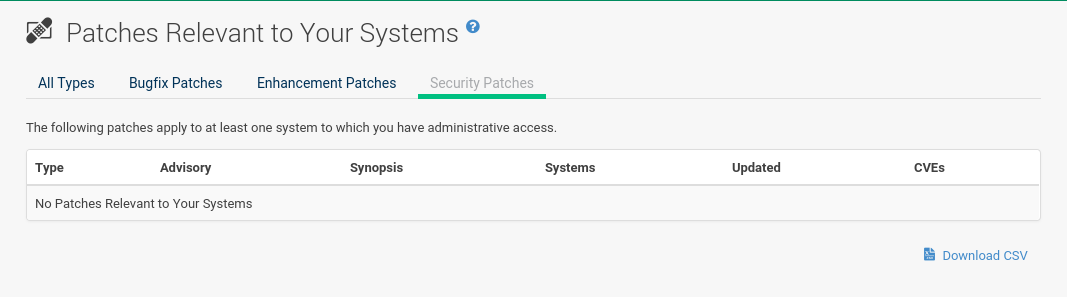 Patches Relevant to Your Systems ?
All Types Bugfix Patches Enhancement Patches Security Patches
The following patches apply to at least one system to which you have administrative access.
Type Advisory Synopsis Systems Updated CVEs
No Patches Relevant to Your Systems
Download CSV